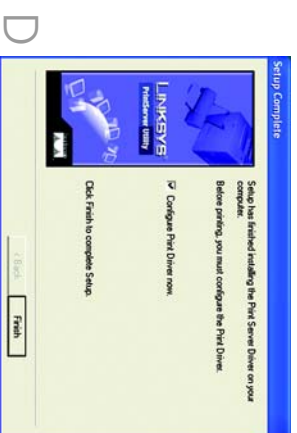 Setup Complete
Setup has finished installing the Print Server Driver on your
computer.
Before printing, you must configure the Print Driver.
Configure Print Driver now.
Click Finish to complete Setup.
LINKSYS
PrintServer Utility
< Back
Finish
D